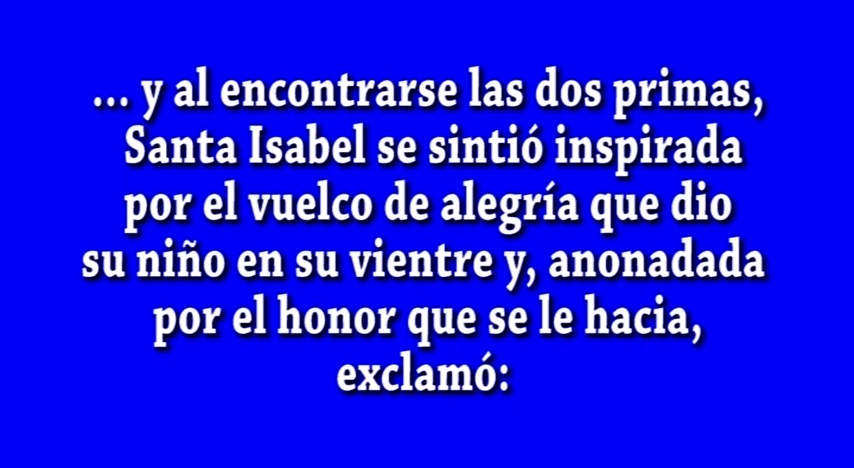 ... y al encontrarse las dos primas,
Santa Isabel se sintió inspirada
por el vuelco de alegría que dio
su niño en su vientre y, anonadada
por el honor que se le hacia,
exclamó: